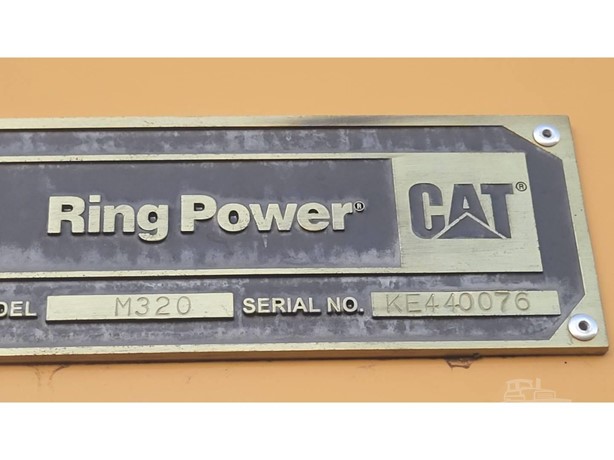 Ring Power® CAT®
DEL M320 SERIAL NO. KE440076